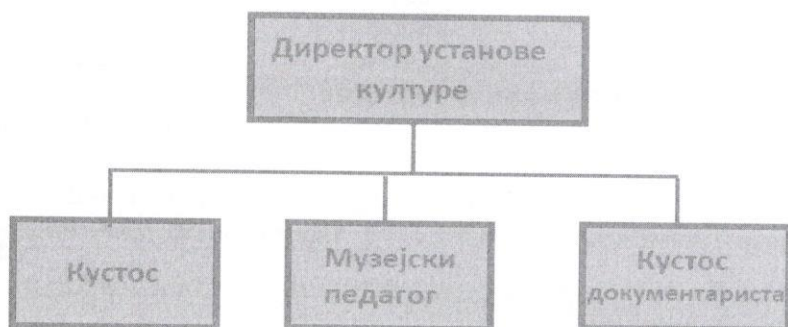 Директор установе
културе
Кустос
Музејски
педагог
Кустос
документариста